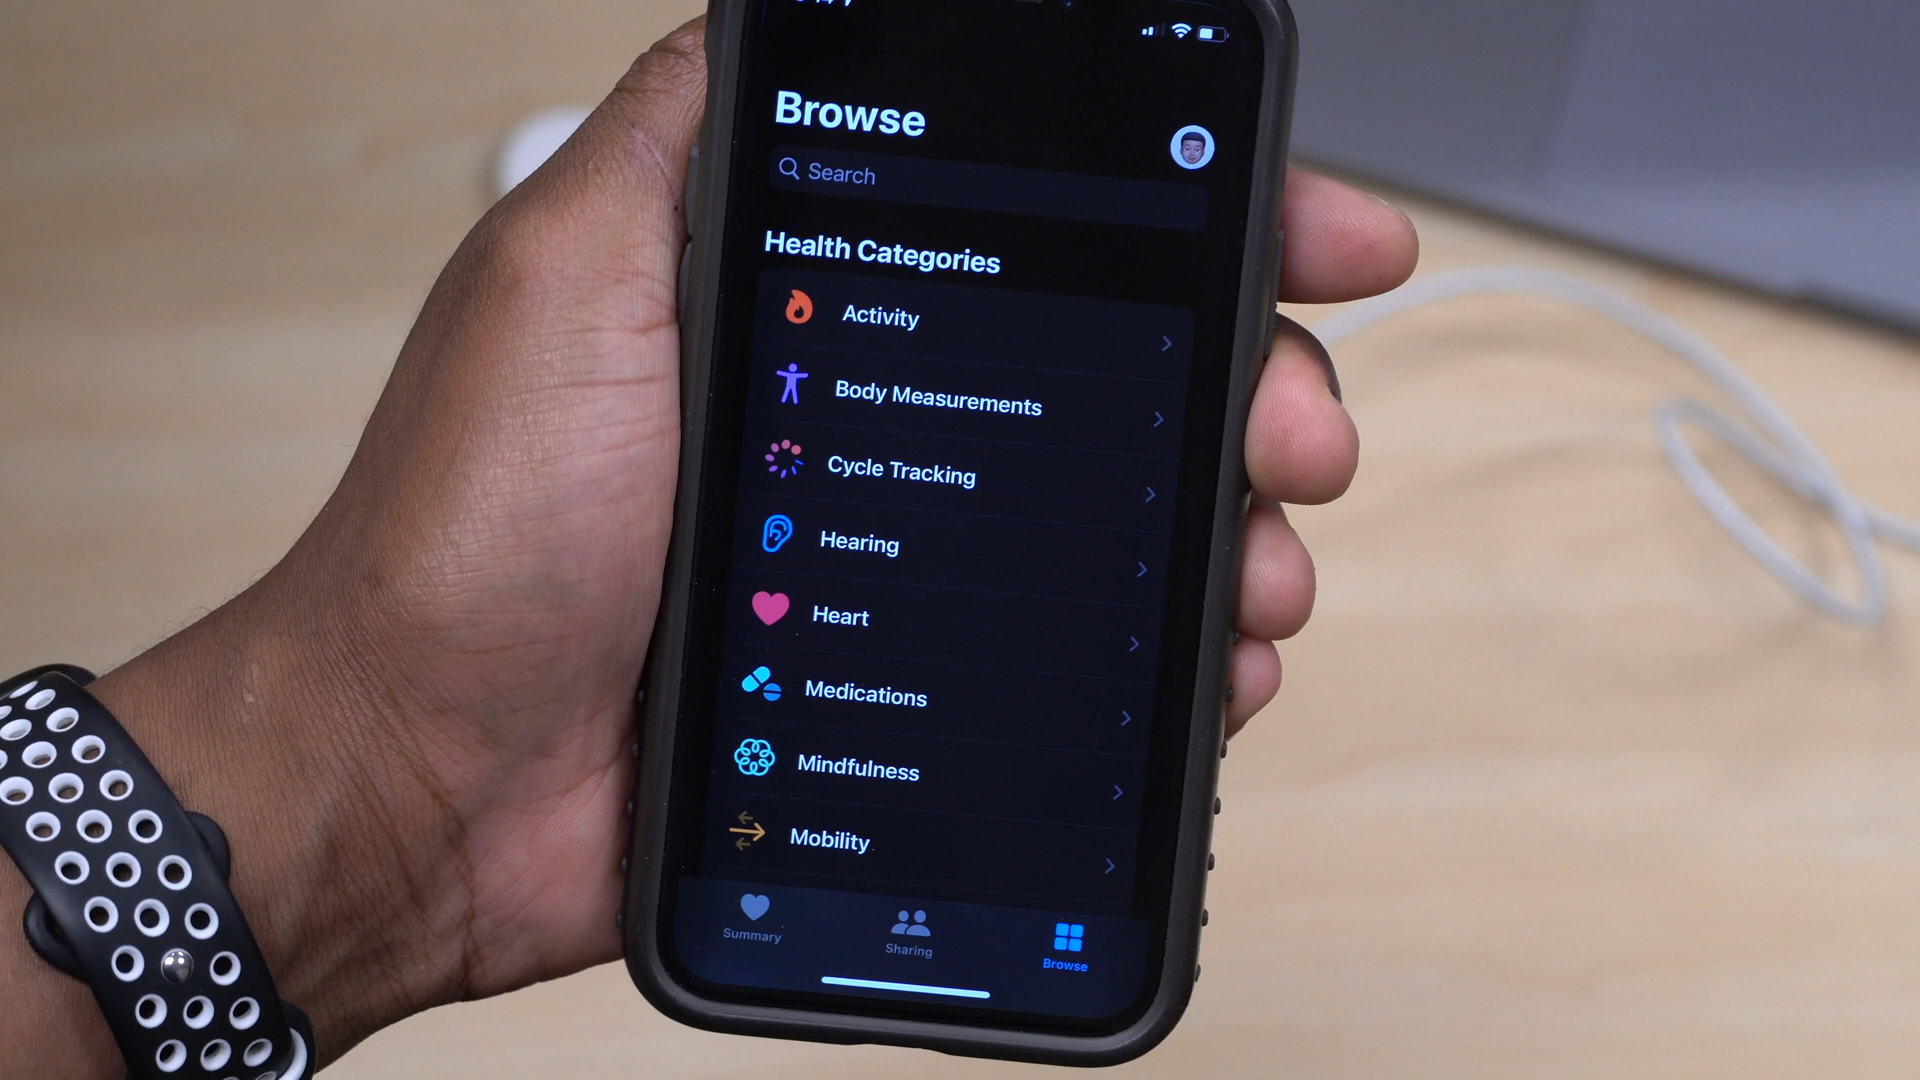 Browse
Search
Health Categories
Activity
Body Measurements
Cycle Tracking
Hearing
Heart
Medications
Mindfulness
Mobility
Summary
Sharing
Browse